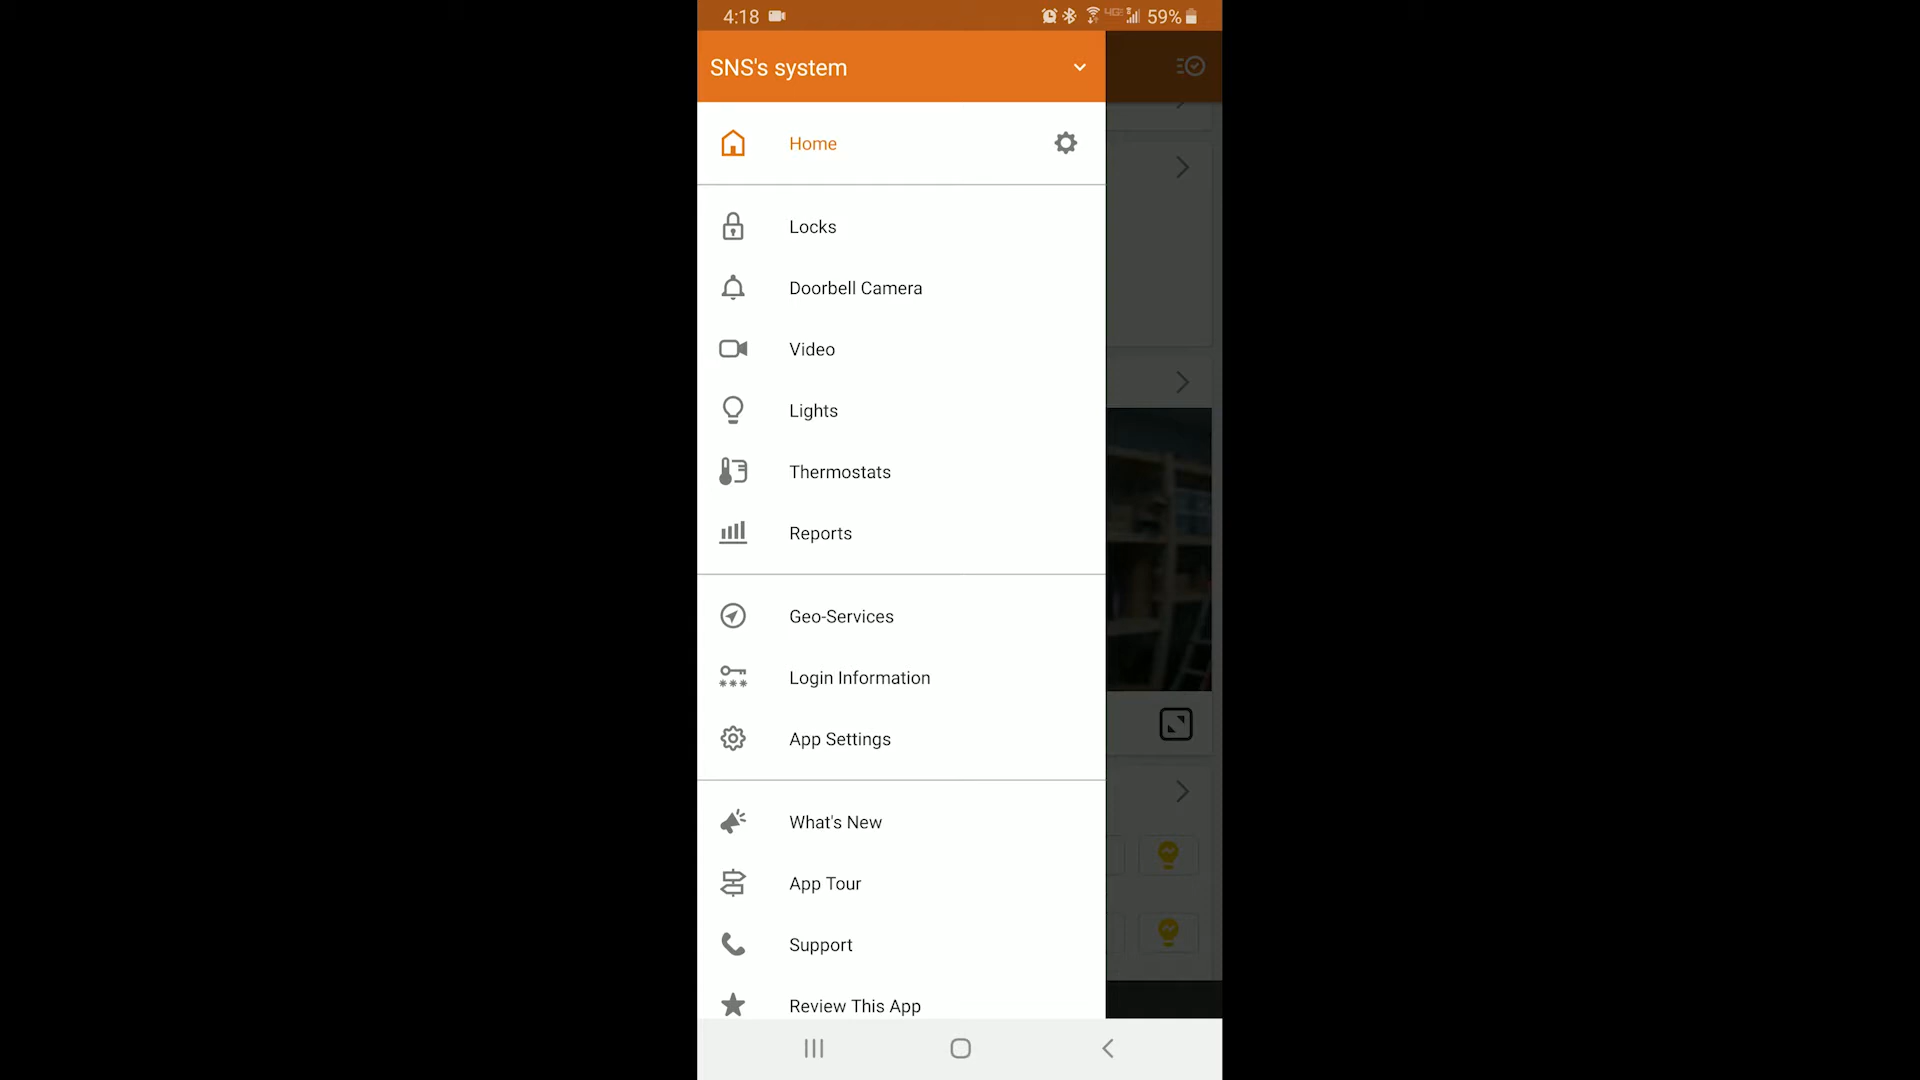 4:18
4G
59%
SNS's system
Home
Locks
Doorbell Camera
Video
Lights
Thermostats
Reports
Geo-Services
Login Information
App Settings
What's New
App Tour
Support
Review This App